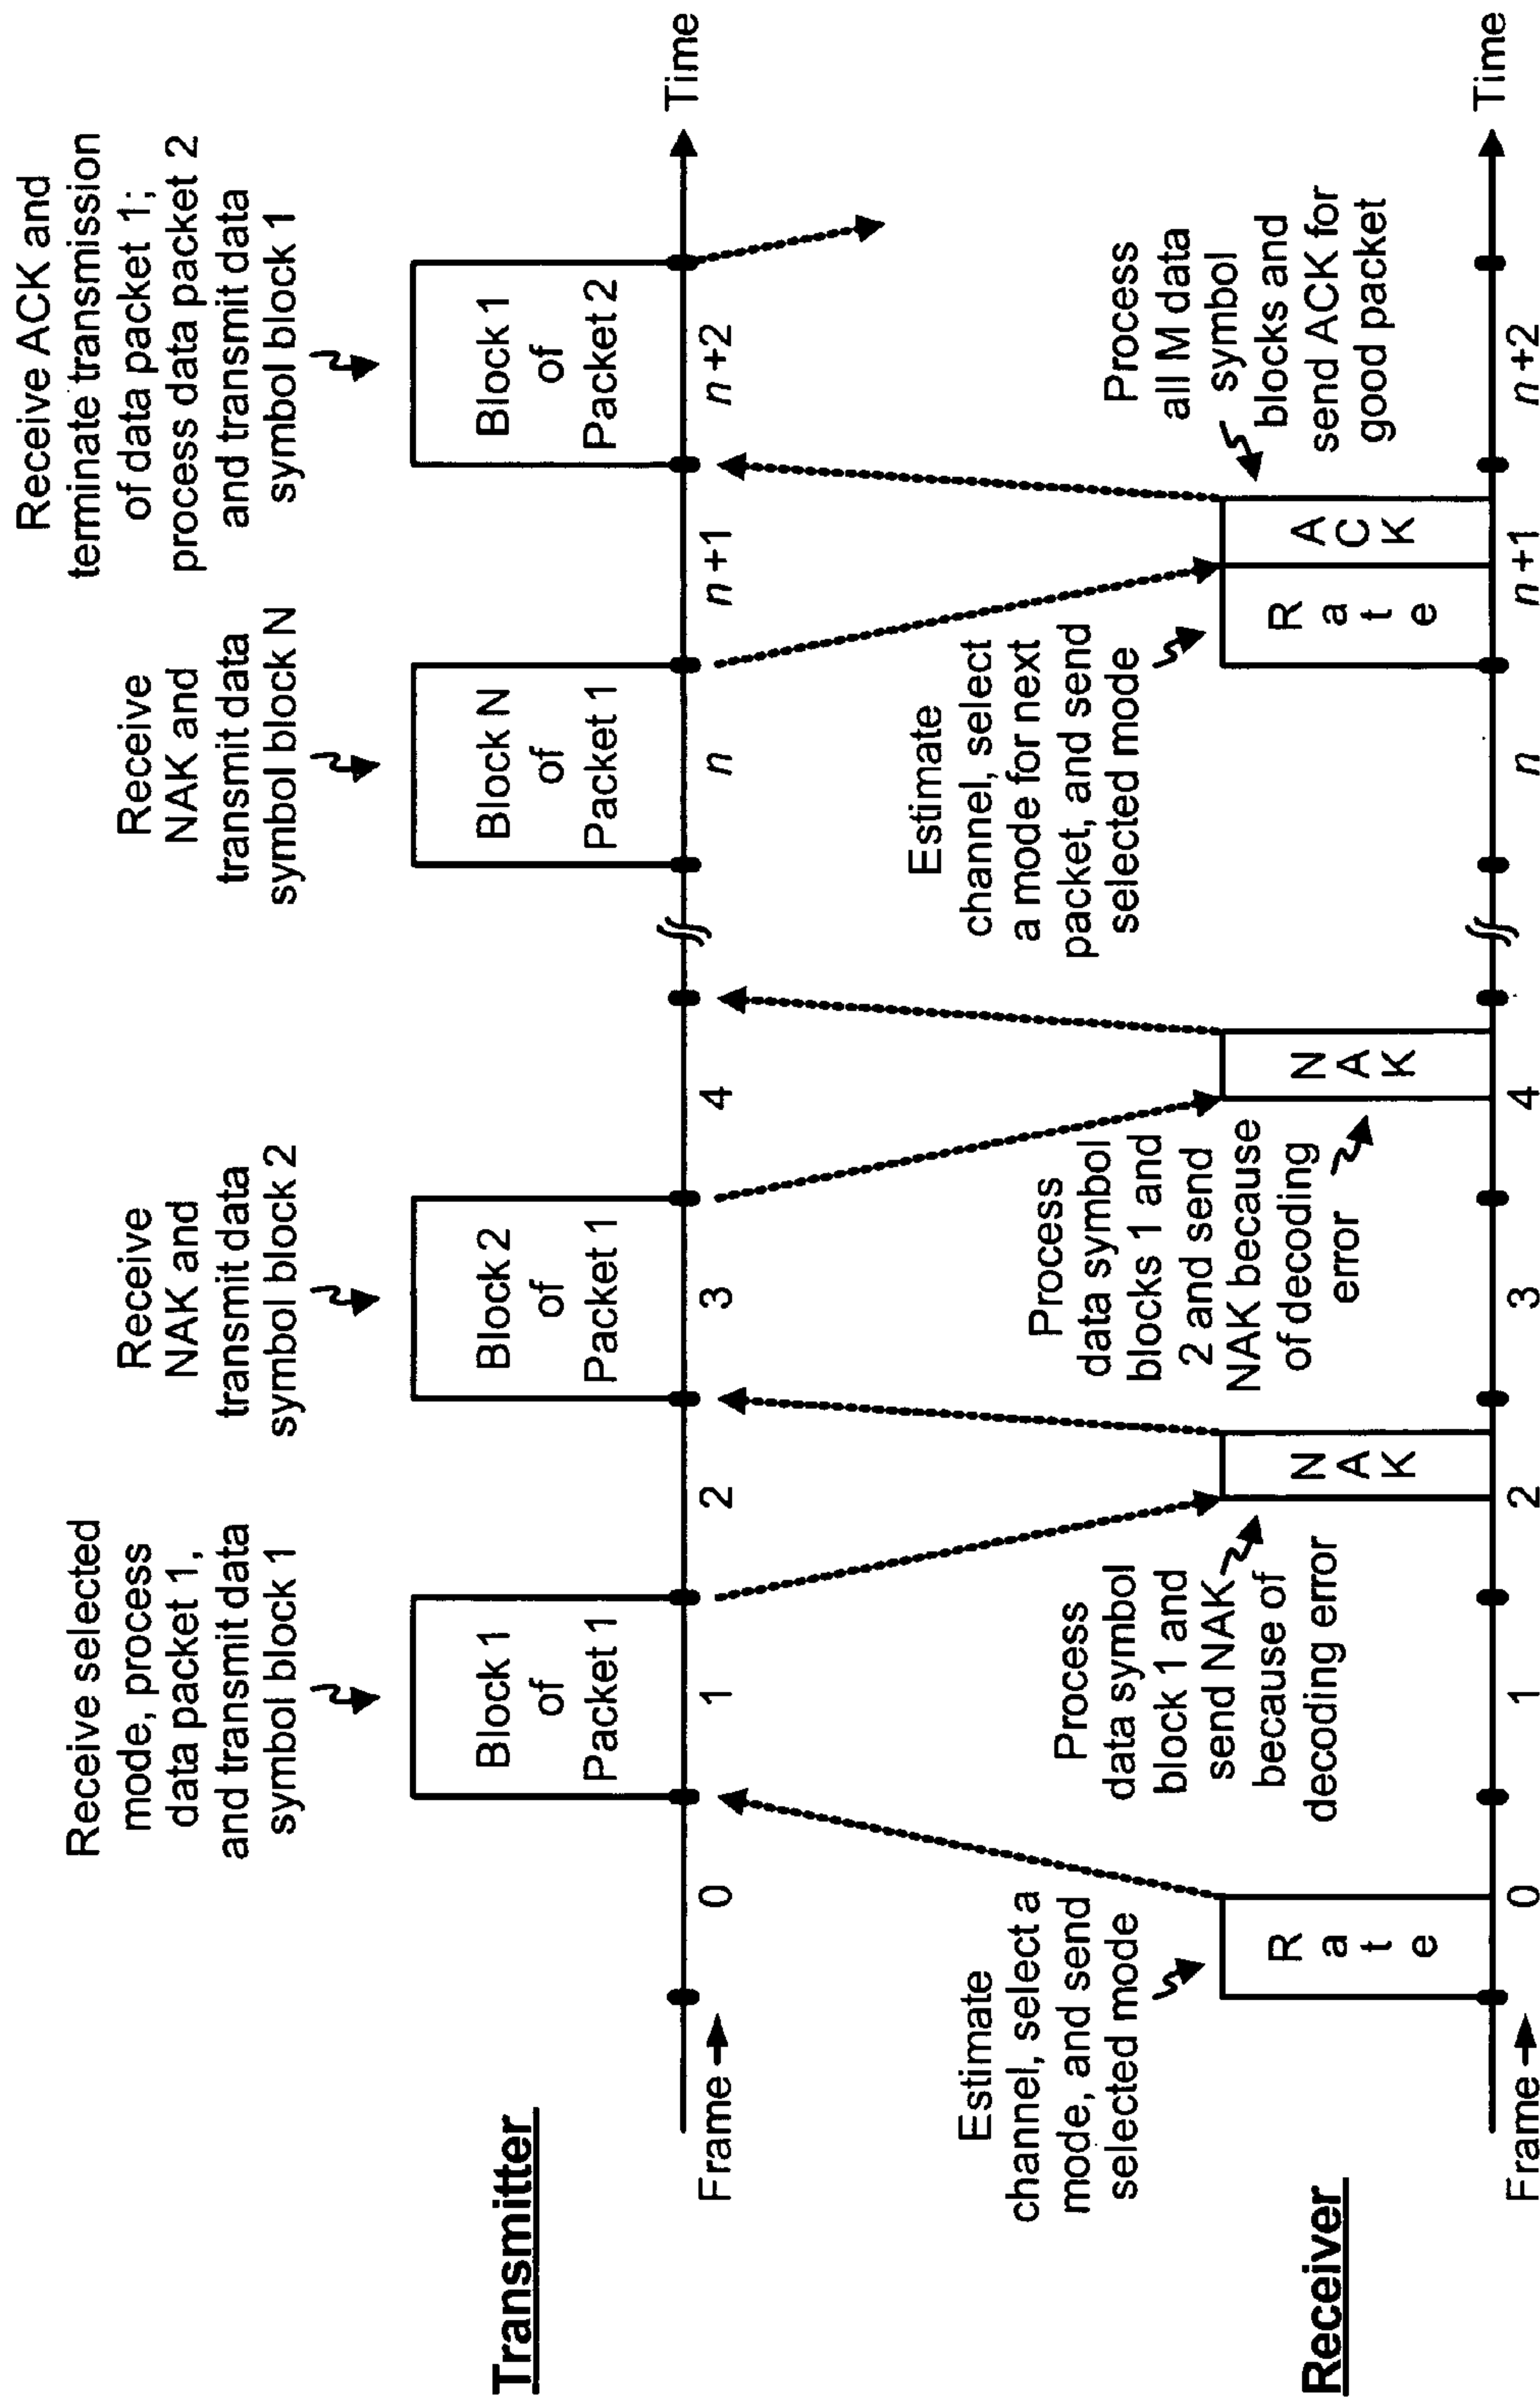 Transmitter
Receive selected
mode, process
data packet 1,
and transmit data
symbol block 1
Receive
NAK and
transmit data
symbol block 2
Receive
NAK and
transmit data
symbol block N
Receive ACK and
terminate transmission
of data packet 1;
process data packet 2
and transmit data
symbol block 1
Block 1
of
Packet 1
Block 2
of
Packet 1
Block N
of
Packet 1
Block 1
of
Packet 2
Time
Frame
0
1
2
3
4
n
n+1
n+2
Receiver
Estimate
channel, select a
mode, and send
selected mode
Process
data symbol
block 1 and
send NAK
because of
decoding error
Process
data symbol
blocks 1 and
2 and send
NAK because
of decoding
error
Estimate
channel, select
a mode for next
packet, and send
selected mode
Process
all M data
symbol
blocks and
send ACK for
good packet
Rate
NAK
NAK
Rate
ACK
Time
Frame
0
1
2
3
4
n
n+1
n+2